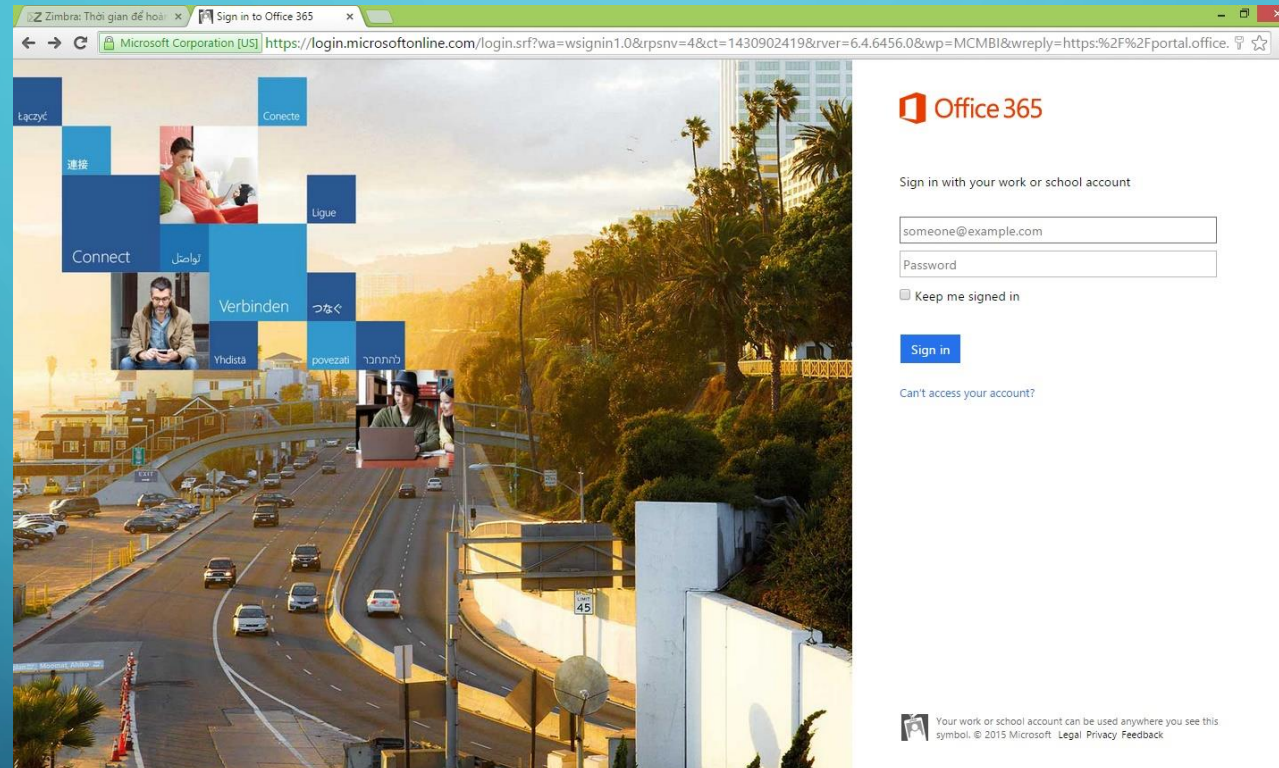 Zimbra: Thời gian để hoàn
Sign in to Office 365
Microsoft Corporation [US]
https://login.microsoftonline.com/login.srf?wa=wsignin1.0&rpsnv=4&ct=1430902419&rver=6.4.6456.0&wp=MCMBI&wreply=https:%2F%2Fportal.office.
Łączyć
Conecte
連接
Ligue
Connect
تواصل
Verbinden
つなぐ
Yhdistä
povezati
להתחבר
EXIT
LIMIT
45
Office 365
Sign in with your work or school account
someone@example.com
Password
Keep me signed in
Sign in
Can't access your account?
Your work or school account can be used anywhere you see this
symbol. © 2015 Microsoft Legal Privacy Feedback